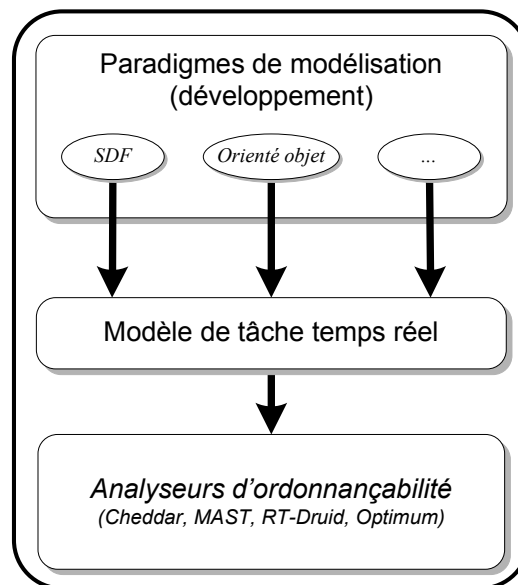 Paradigmes de modélisation
(développement)
SDF
Orienté objet
...
Modèle de tâche temps réel
Analyseurs d'ordonnançabilité
(Cheddar, MAST, RT-Druid, Optimum)